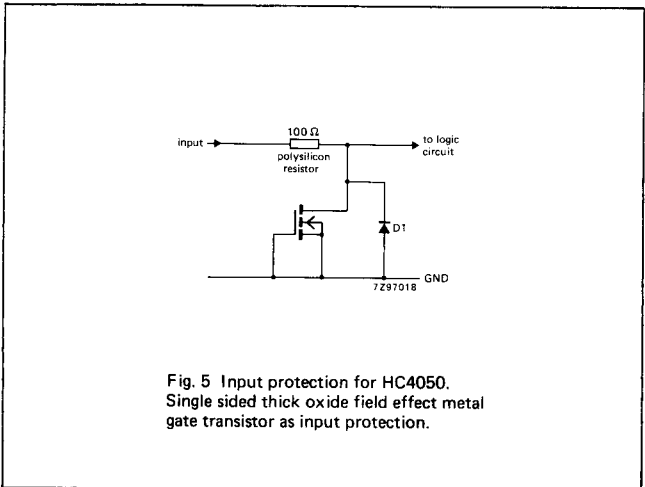 100 Ω
input
to logic
circuit
polysilicon
resistor
D1
GND
7Z97018
Fig. 5 Input protection for HC4050.
Single sided thick oxide field effect metal
gate transistor as input protection.